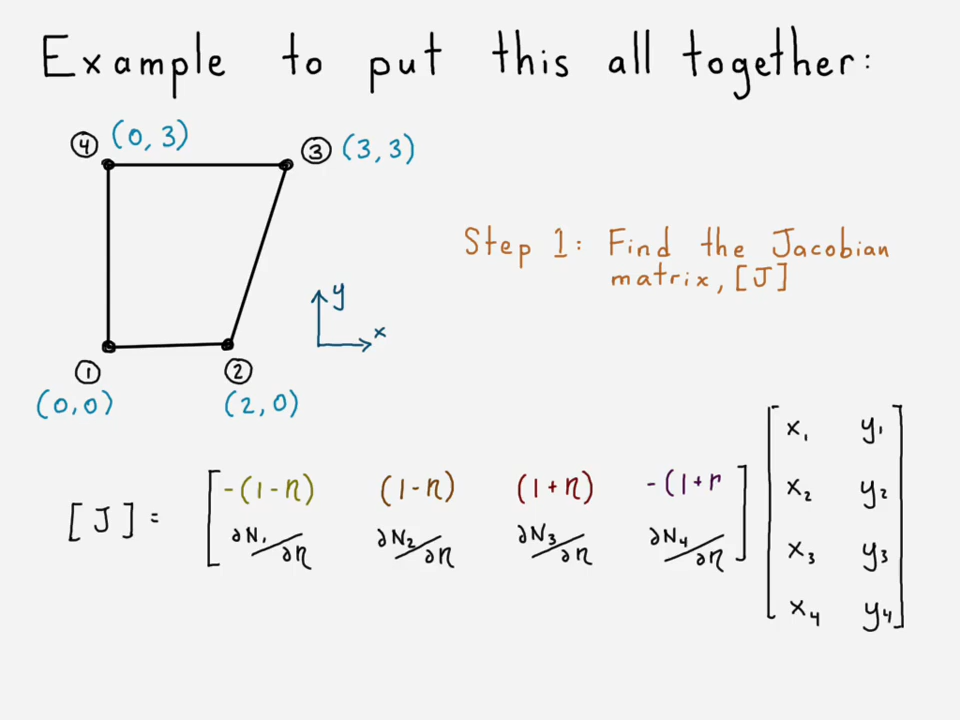 Example to put this all together:
④ (0, 3)
③ (3, 3)
Step 1: Find the Jacobian
matrix, [J]
y
x
① ②
(0,0) (2,0)
[J] = [ -(1-η) (1-η) (1+η) -(1+η ] [ x₁ y₁
∂N₁/∂η ∂N₂/∂η ∂N₃/∂η ∂N₄/∂η x₂ y₂
x₃ y₃
x₄ y₄ ]